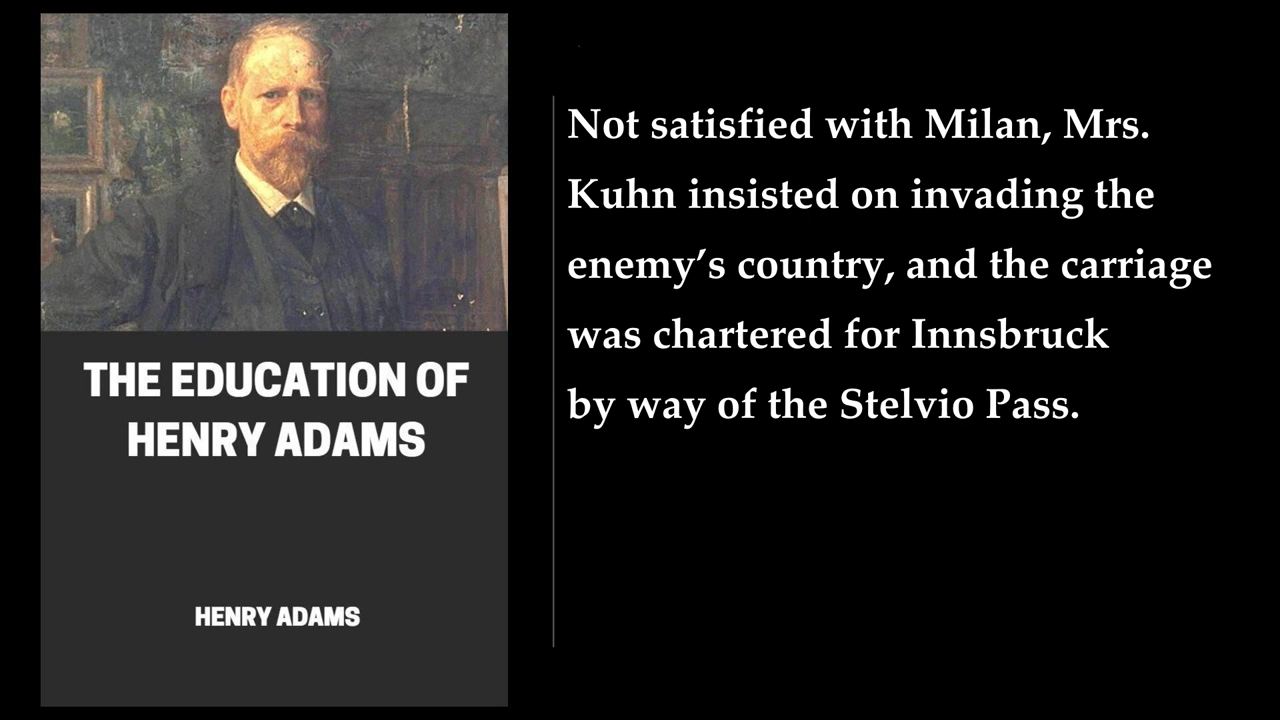 THE EDUCATION OF
HENRY ADAMS
HENRY ADAMS
Not satisfied with Milan, Mrs.
Kuhn insisted on invading the
enemy’s country, and the carriage
was chartered for Innsbruck
by way of the Stelvio Pass.